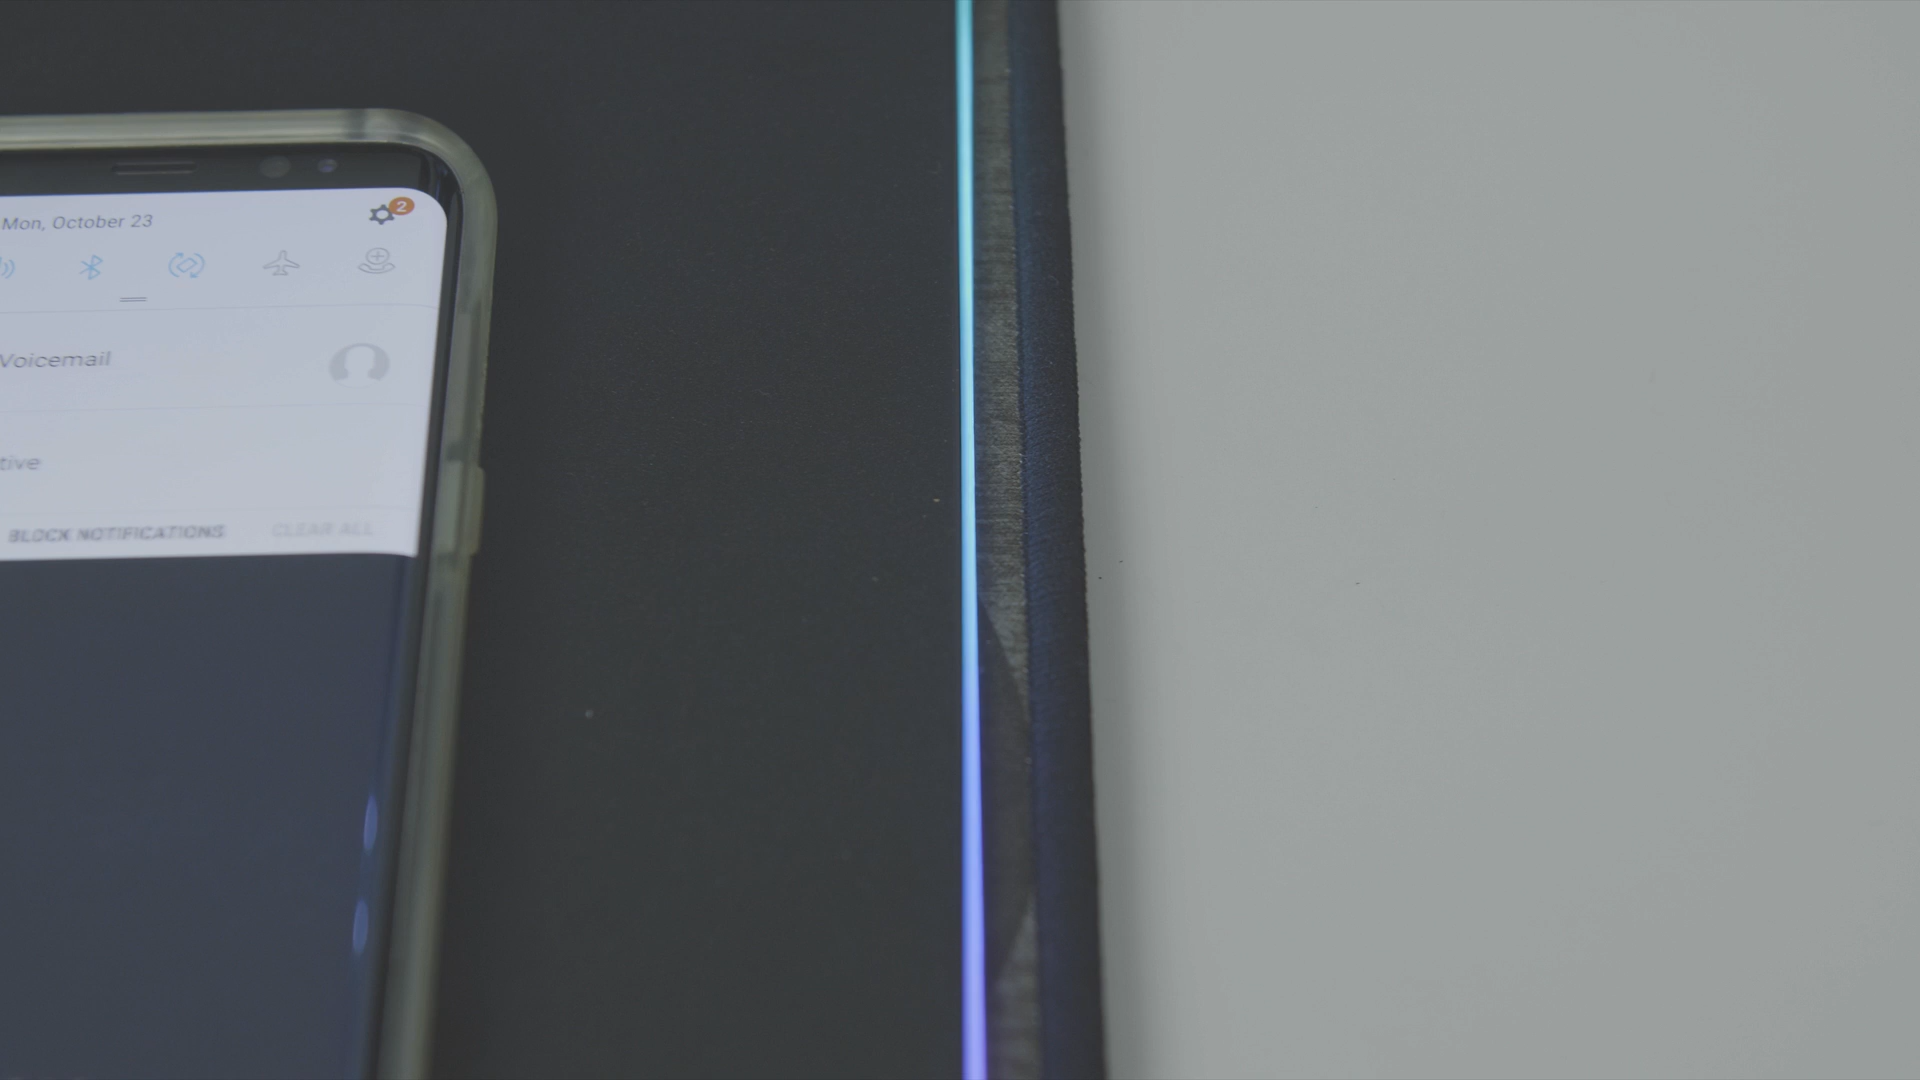 Mon, October 23
2
Voicemail
tive
BLOCK NOTIFICATIONS CLEAR ALL